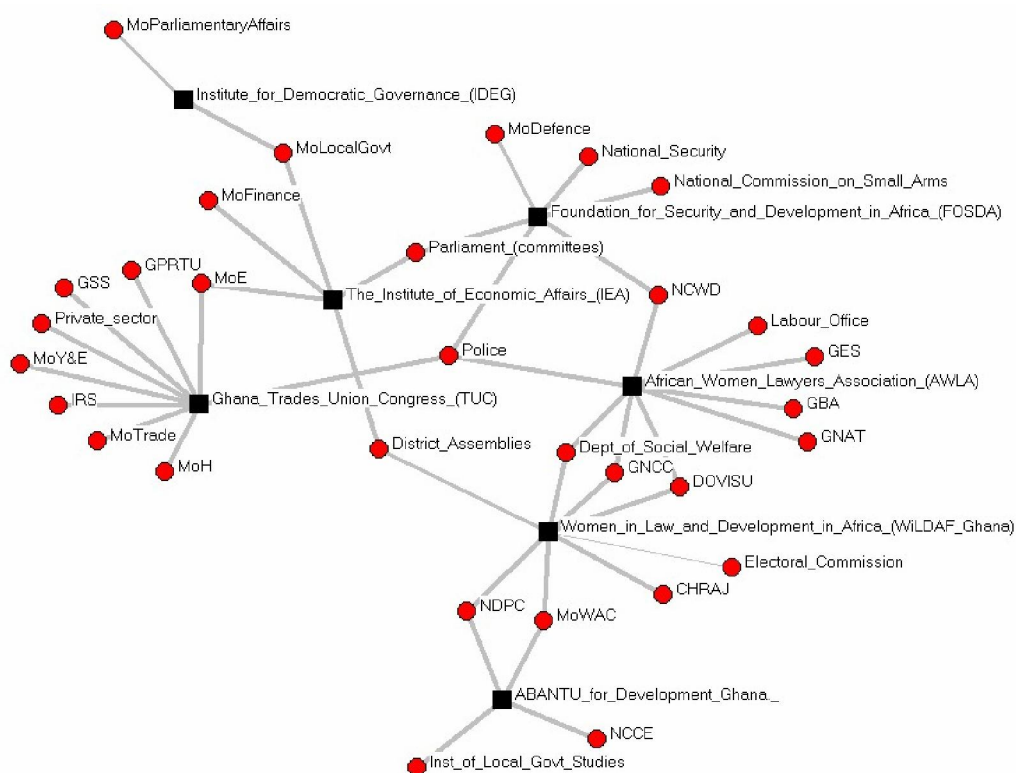 MoParliamentaryAffairs
Institute_for_Democratic_Governance_(IDEG)
MoDefence
MoLocalGovt
National_Security
National_Commission_on_Small_Arms
MoFinance
Foundation_for_Security_and_Development_in_Africa_(FOSDA)
Parliament_(committees)
GPRTU
MoE
GSS
NCWD
The_Institute_of_Economic_Affairs_(IEA)
Private_sector
Labour_Office
Police
GES
MoY&E
African_Women_Lawyers_Association_(AWLA)
IRS
Ghana_Trades_Union_Congress_(TUC)
GBA
MoTrade
GNAT
District_Assemblies
Dept_of_Social_Welfare
MoH
GNCC
DOVISU
Women_in_Law_and_Development_in_Africa_(WiLDAF_Ghana)
Electoral_Commission
CHRAJ
NDPC
MoWAC
ABANTU_for_Development_Ghana_
NCCE
Inst_of_Local_Govt_Studies